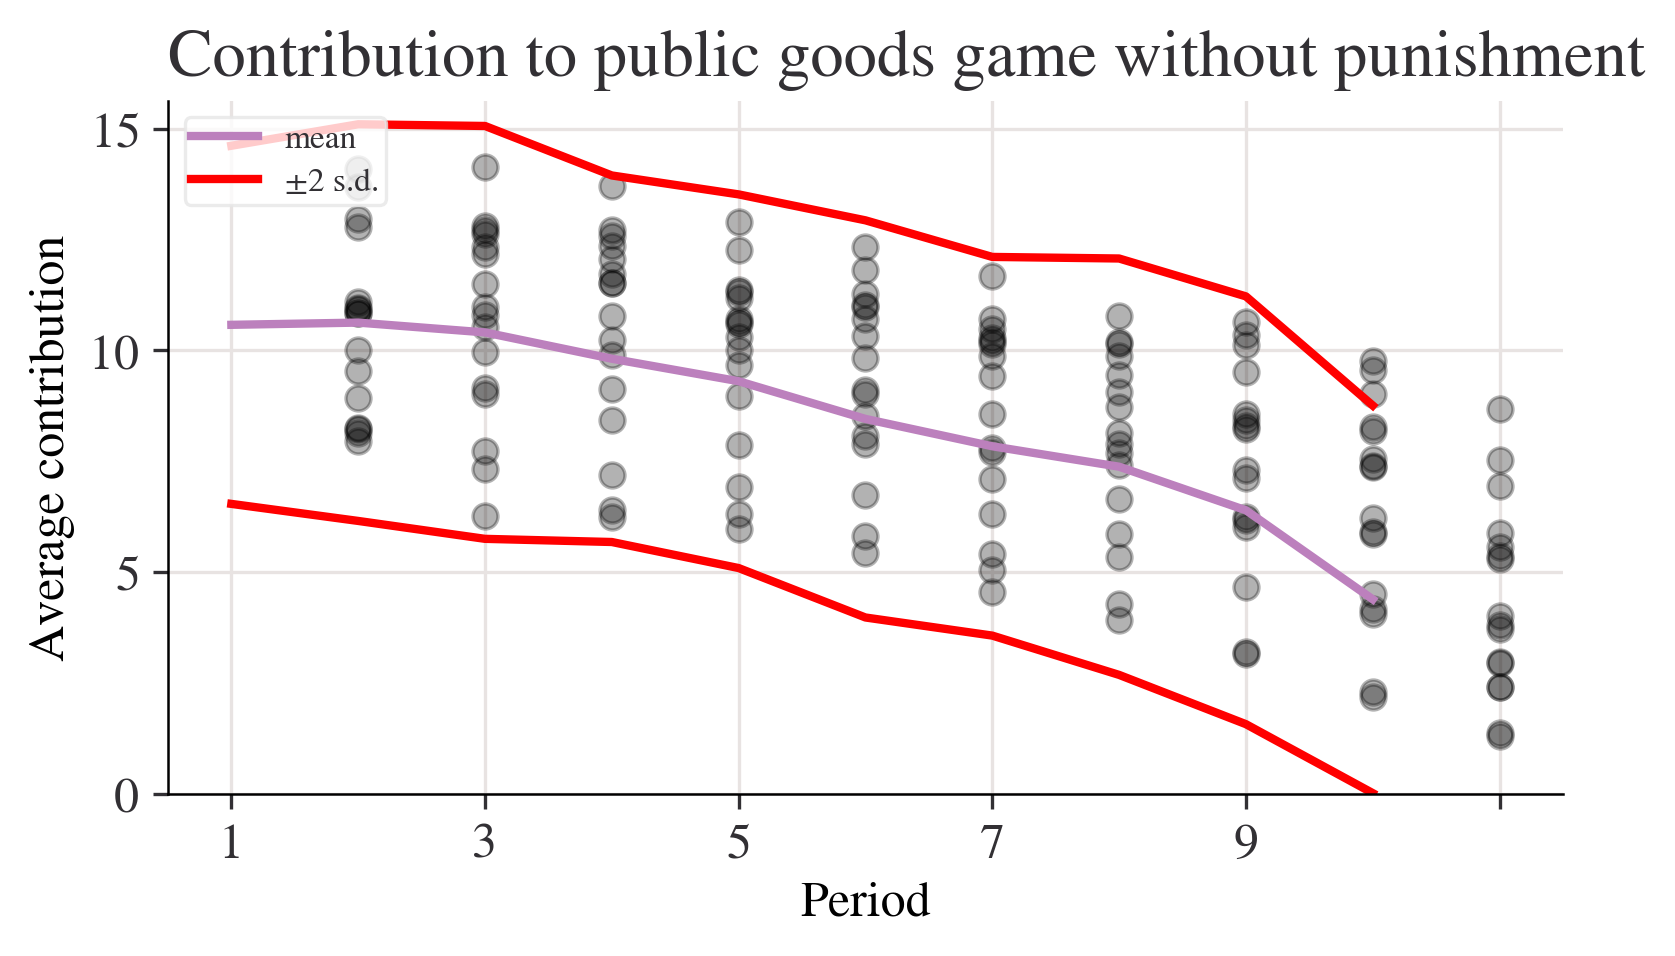 Contribution to public goods game without punishment
15
10
5
0
mean
±2 s.d.
Average contribution
1 3 5 7 9
Period